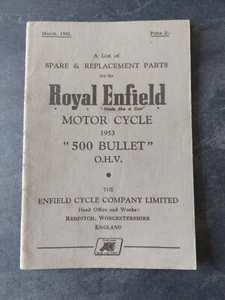 March, 1953.
Price 2/-
A List of
SPARE & REPLACEMENT PARTS
for the
Royal Enfield
"Made like a Gun"
MOTOR CYCLE
1953
"500 BULLET"
O.H.V.
THE
ENFIELD CYCLE COMPANY LIMITED
Head Office and Works:
REDDITCH, WORCESTERSHIRE
ENGLAND